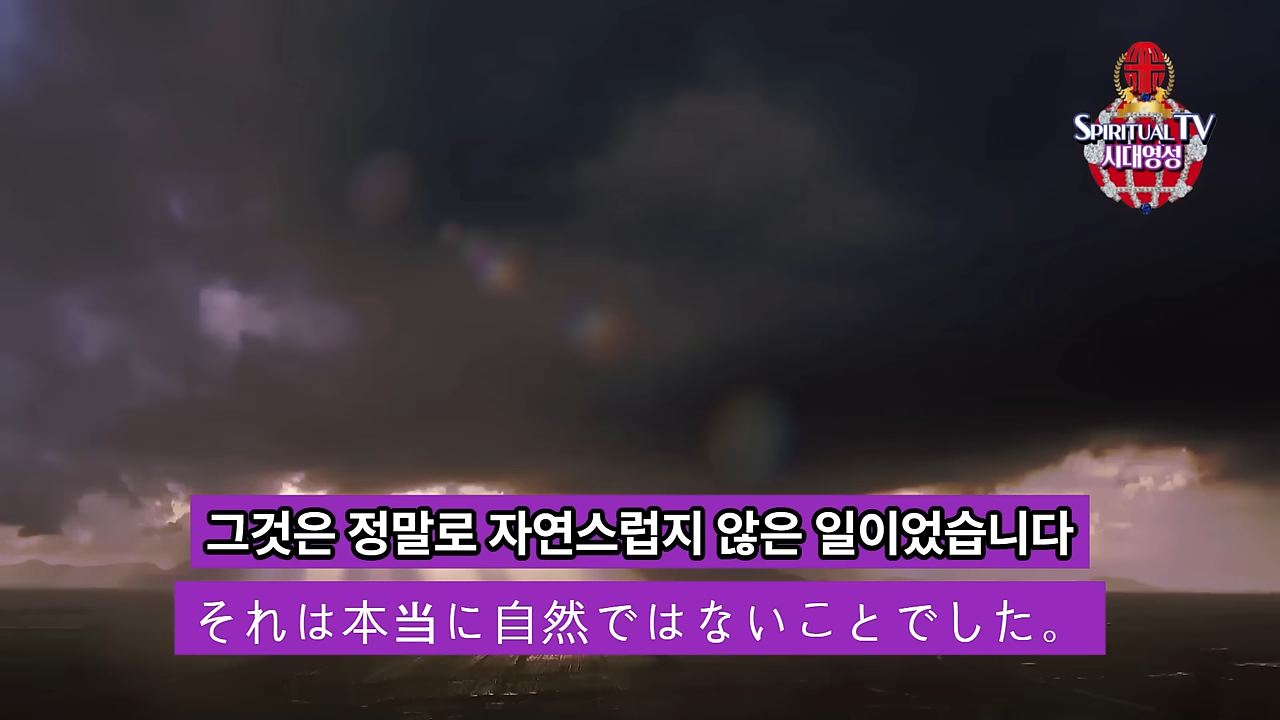 SPIRITUAL TV
시대영성
그것은 정말로 자연스럽지 않은 일이었습니다
それは本当に自然ではないことでした。